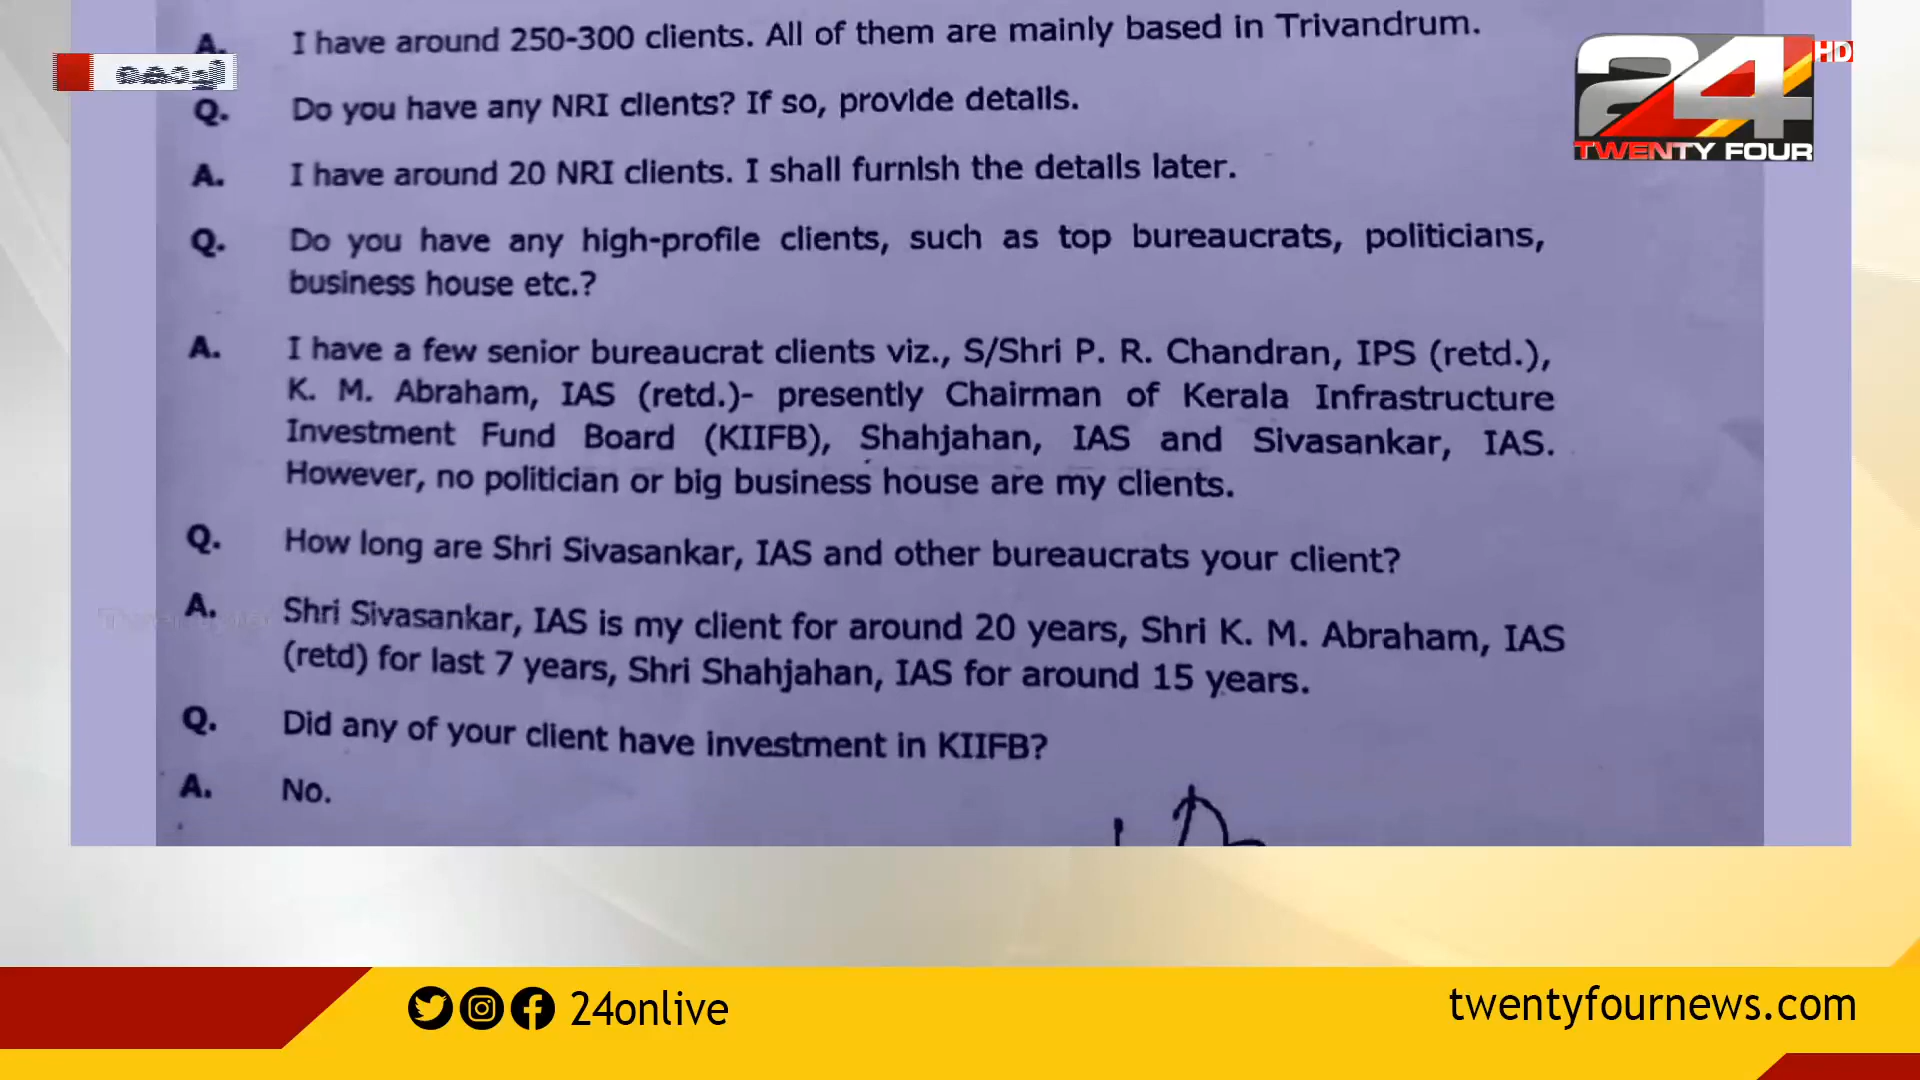 A. I have around 250-300 clients. All of them are mainly based in Trivandrum.
കൊച്ചി
24 HD
TWENTY FOUR
Q. Do you have any NRI clients? If so, provide details.
A. I have around 20 NRI clients. I shall furnish the details later.
Q. Do you have any high-profile clients, such as top bureaucrats, politicians,
business house etc.?
A. I have a few senior bureaucrat clients viz., S/Shri P. R. Chandran, IPS (retd.),
K. M. Abraham, IAS (retd.)- presently Chairman of Kerala Infrastructure
Investment Fund Board (KIIFB), Shahjahan, IAS and Sivasankar, IAS.
However, no politician or big business house are my clients.
Q. How long are Shri Sivasankar, IAS and other bureaucrats your client?
A. Shri Sivasankar, IAS is my client for around 20 years, Shri K. M. Abraham, IAS
(retd) for last 7 years, Shri Shahjahan, IAS for around 15 years.
Q. Did any of your client have investment in KIIFB?
A. No.
24onlive
twentyfournews.com